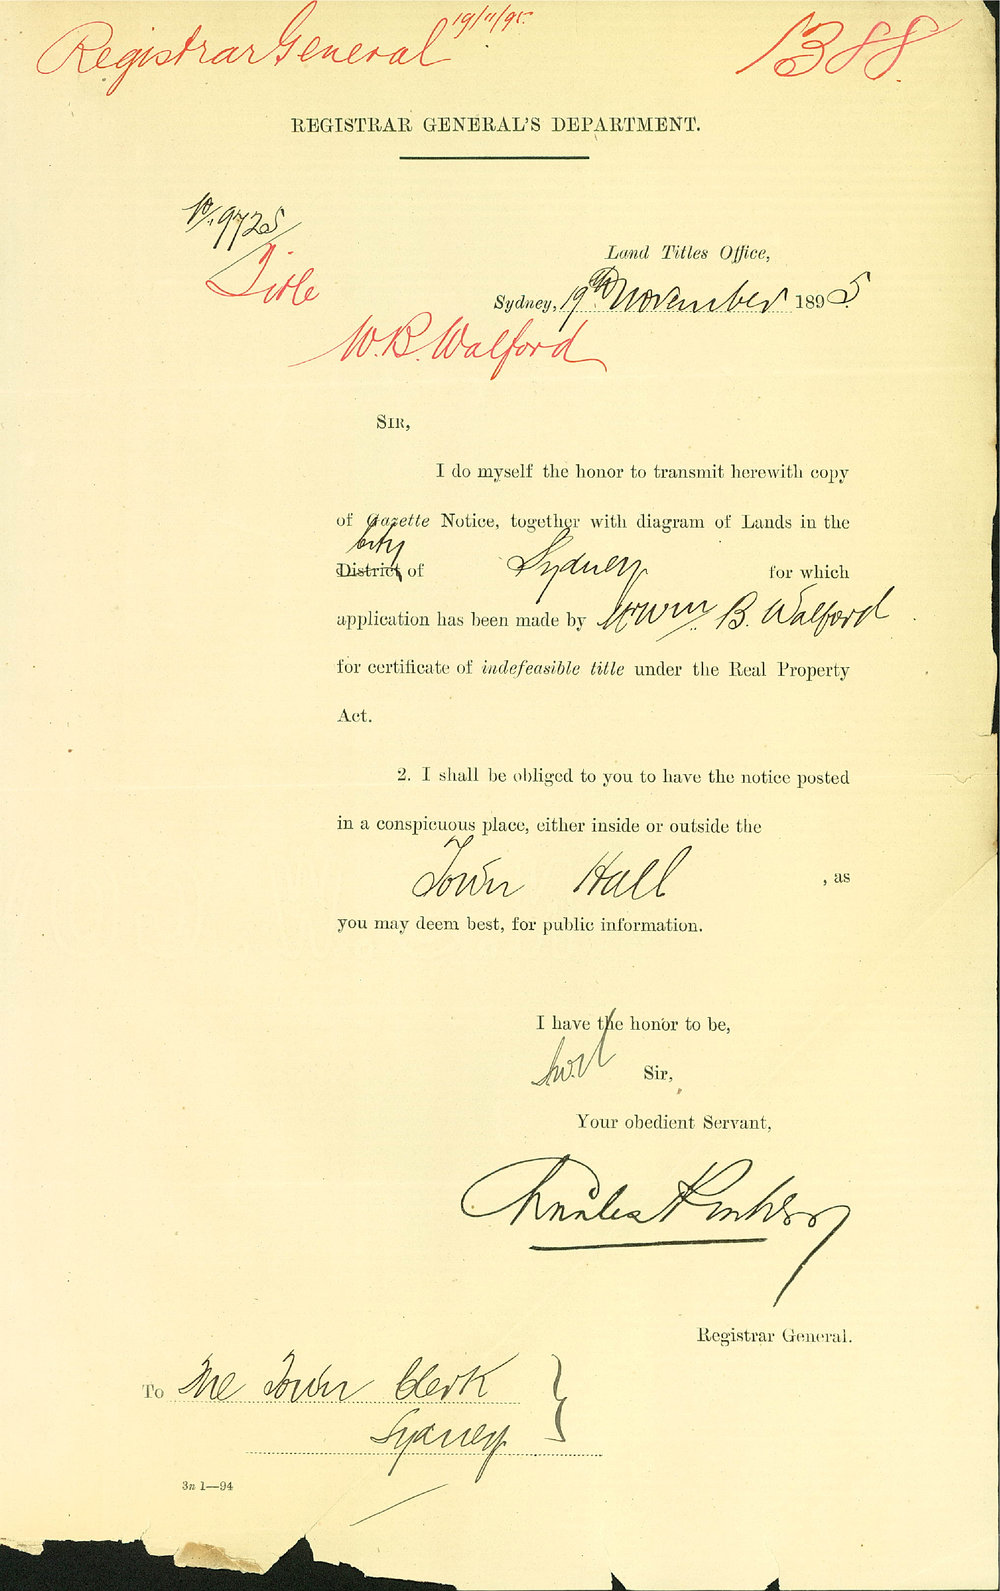 Registrar General 19/11/95
1388
REGISTRAR GENERAL'S DEPARTMENT.
10,9725
Title
Land Titles Office,
Sydney, 19th November 1895
W. B. Walford
SIR,
I do myself the honor to transmit herewith copy
of Gazette Notice, together with diagram of Lands in the
City
District of Sydney for which
application has been made by B. Walford
for certificate of indefeasible title under the Real Property
Act.
2. I shall be obliged to you to have the notice posted
in a conspicuous place, either inside or outside the
Town Hall , as
you may deem best, for public information.
I have the honor to be,
Sir,
Your obedient Servant,
Charles
Registrar General.
To The Town Clerk
Sydney
3n 1—94